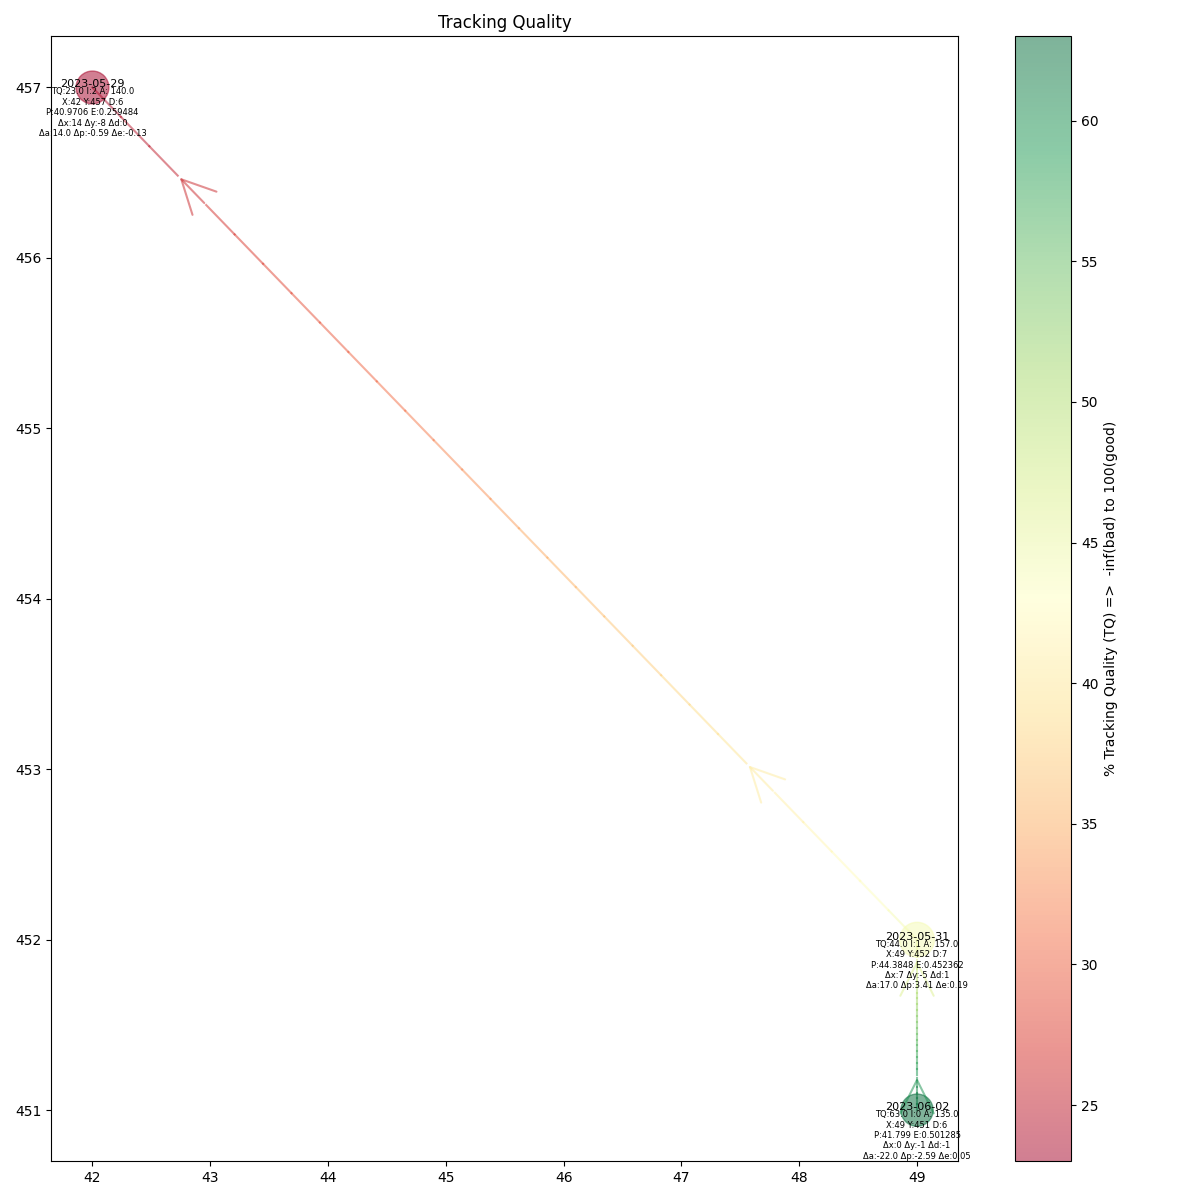 Tracking Quality
457
456
455
454
453
452
451
42
43
44
45
46
47
48
49
2023-05-29
TQ:23.0 I:2 A: 140.0
X:42 Y:457 D:6
P:40.9706 E:0.259484
Δx:14 Δy:-8 Δd:0
Δa:14.0 Δp:-0.59 Δe:-0.13
2023-05-31
TQ:44.0 I:1 A: 157.0
X:49 Y:452 D:7
P:44.3848 E:0.452362
Δx:7 Δy:-5 Δd:1
Δa:17.0 Δp:3.41 Δe:0.19
2023-06-02
TQ:63.0 I:0 A: 135.0
X:49 Y:451 D:6
P:41.799 E:0.501285
Δx:0 Δy:-1 Δd:-1
Δa:-22.0 Δp:-2.59 Δe:0.05
60
55
50
45
40
35
30
25
% Tracking Quality (TQ) => -inf(bad) to 100(good)